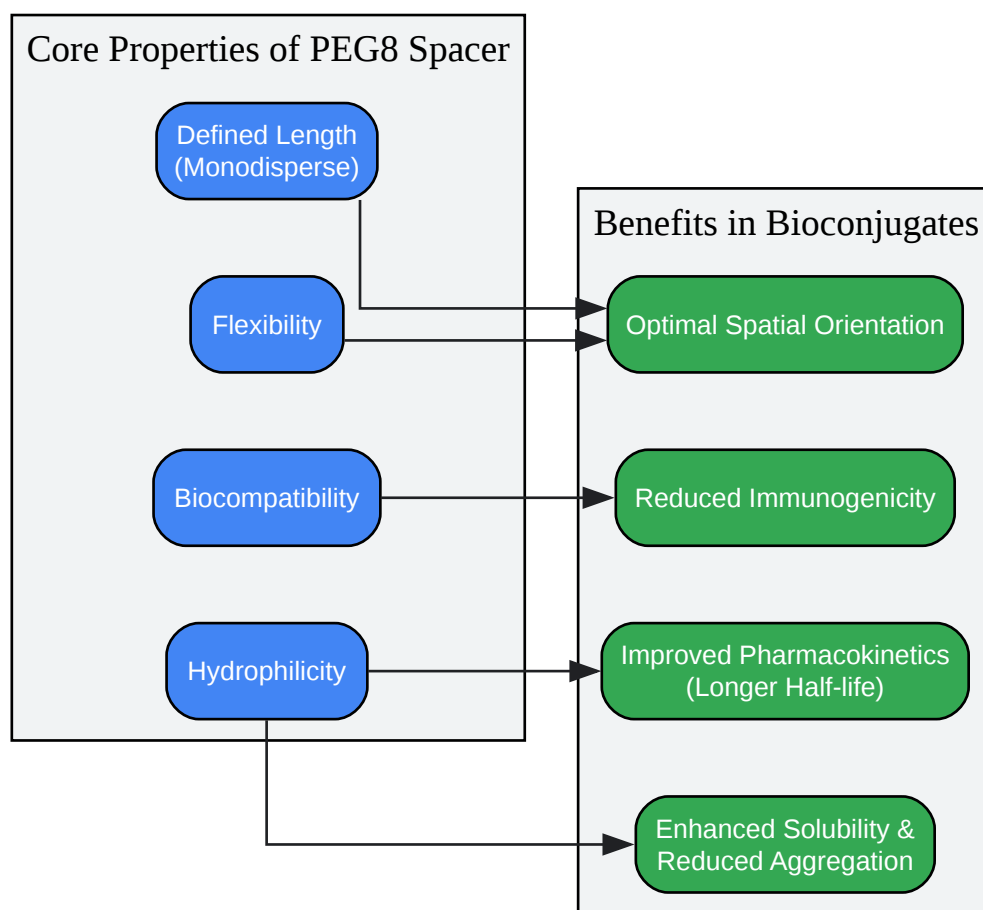 Core Properties of PEG8 Spacer
Defined Length
(Monodisperse)
Flexibility
Biocompatibility
Hydrophilicity
Benefits in Bioconjugates
Optimal Spatial Orientation
Reduced Immunogenicity
Improved Pharmacokinetics
(Longer Half-life)
Enhanced Solubility &
Reduced Aggregation